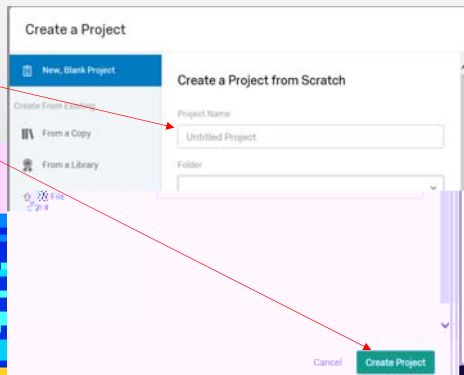 Create a Project
New, Blank Project
Create a Project from Scratch
Create From Existing
Project Name
From a Copy
Untitled Project
From a Library
Folder
File
Cancel
Create Project